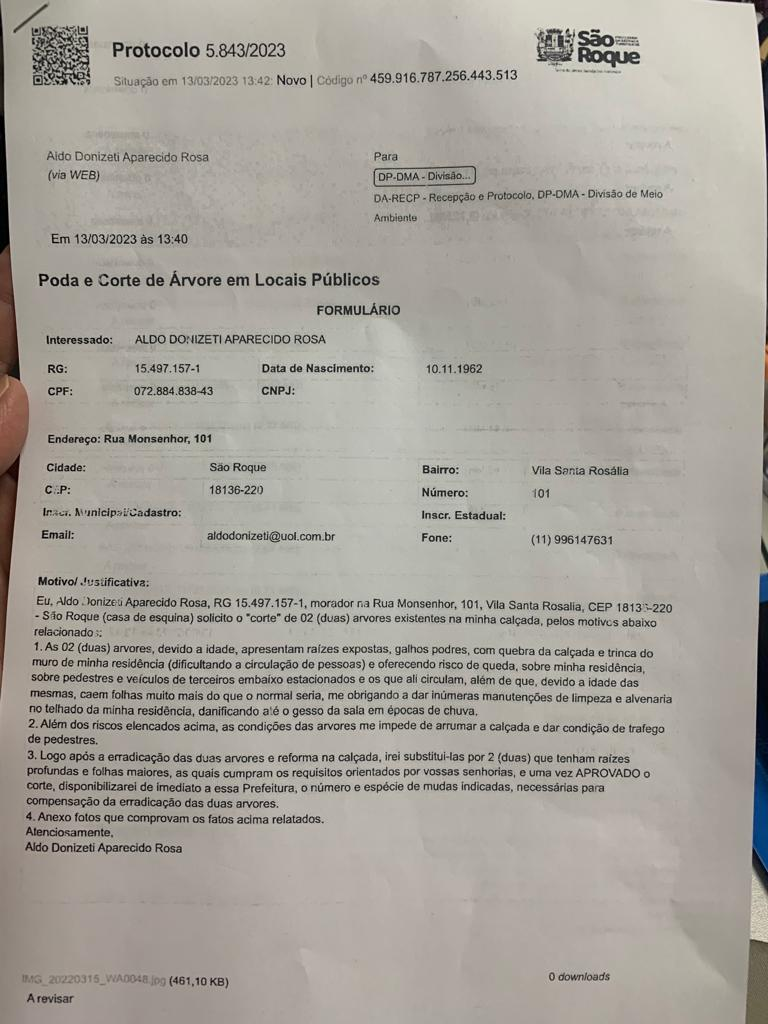 Protocolo 5.843/2023
Situação em 13/03/2023 13:42: Novo | Código nº 459.916.787.256.443.513
São Roque
Aldo Donizeti Aparecido Rosa
(via WEB)
Para
DP-DMA - Divisão...
DA-RECP - Recepção e Protocolo, DP-DMA - Divisão de Meio
Ambiente
Em 13/03/2023 às 13:40
Poda e Corte de Árvore em Locais Públicos
FORMULÁRIO
Interessado: ALDO DONIZETI APARECIDO ROSA
RG: 15.497.157-1 Data de Nascimento: 10.11.1962
CPF: 072.884.838-43 CNPJ:
Endereço: Rua Monsenhor, 101
Cidade: São Roque Bairro: Vila Santa Rosália
CEP: 18136-220 Número: 101
Inscr. Municipal/Cadastro: Inscr. Estadual:
Email: aldodonizeti@uol.com.br Fone: (11) 996147631
Motivo/ Justificativa:
Eu, Aldo Donizeti Aparecido Rosa, RG 15.497.157-1, morador na Rua Monsenhor, 101, Vila Santa Rosalia, CEP 18136-220
- São Roque (casa de esquina) solicito o "corte" de 02 (duas) arvores existentes na minha calçada, pelos motivos abaixo
relacionados:
1. As 02 (duas) arvores, devido a idade, apresentam raízes expostas, galhos podres, com quebra da calçada e trinca do
muro de minha residência (dificultando a circulação de pessoas) e oferecendo risco de queda, sobre minha residência,
sobre pedestres e veículos de terceiros embaixo estacionados e os que ali circulam, além de que, devido a idade das
mesmas, caem folhas muito mais do que o normal seria, me obrigando a dar inúmeras manutenções de limpeza e alvenaria
no telhado da minha residência, danificando até o gesso da sala em épocas de chuva.
2. Além dos riscos elencados acima, as condições das arvores me impede de arrumar a calçada e dar condição de trafego
de pedestres.
3. Logo após a erradicação das duas arvores e reforma na calçada, irei substitui-las por 2 (duas) que tenham raízes
profundas e folhas maiores, as quais cumpram os requisitos orientados por vossas senhorias, e uma vez APROVADO o
corte, disponibilizarei de imediato a essa Prefeitura, o número e espécie de mudas indicadas, necessárias para
compensação da erradicação das duas arvores.
4. Anexo fotos que comprovam os fatos acima relatados.
Atenciosamente,
Aldo Donizeti Aparecido Rosa
IMG_20220315_WA0048.jpg (461,10 KB) 0 downloads
A revisar